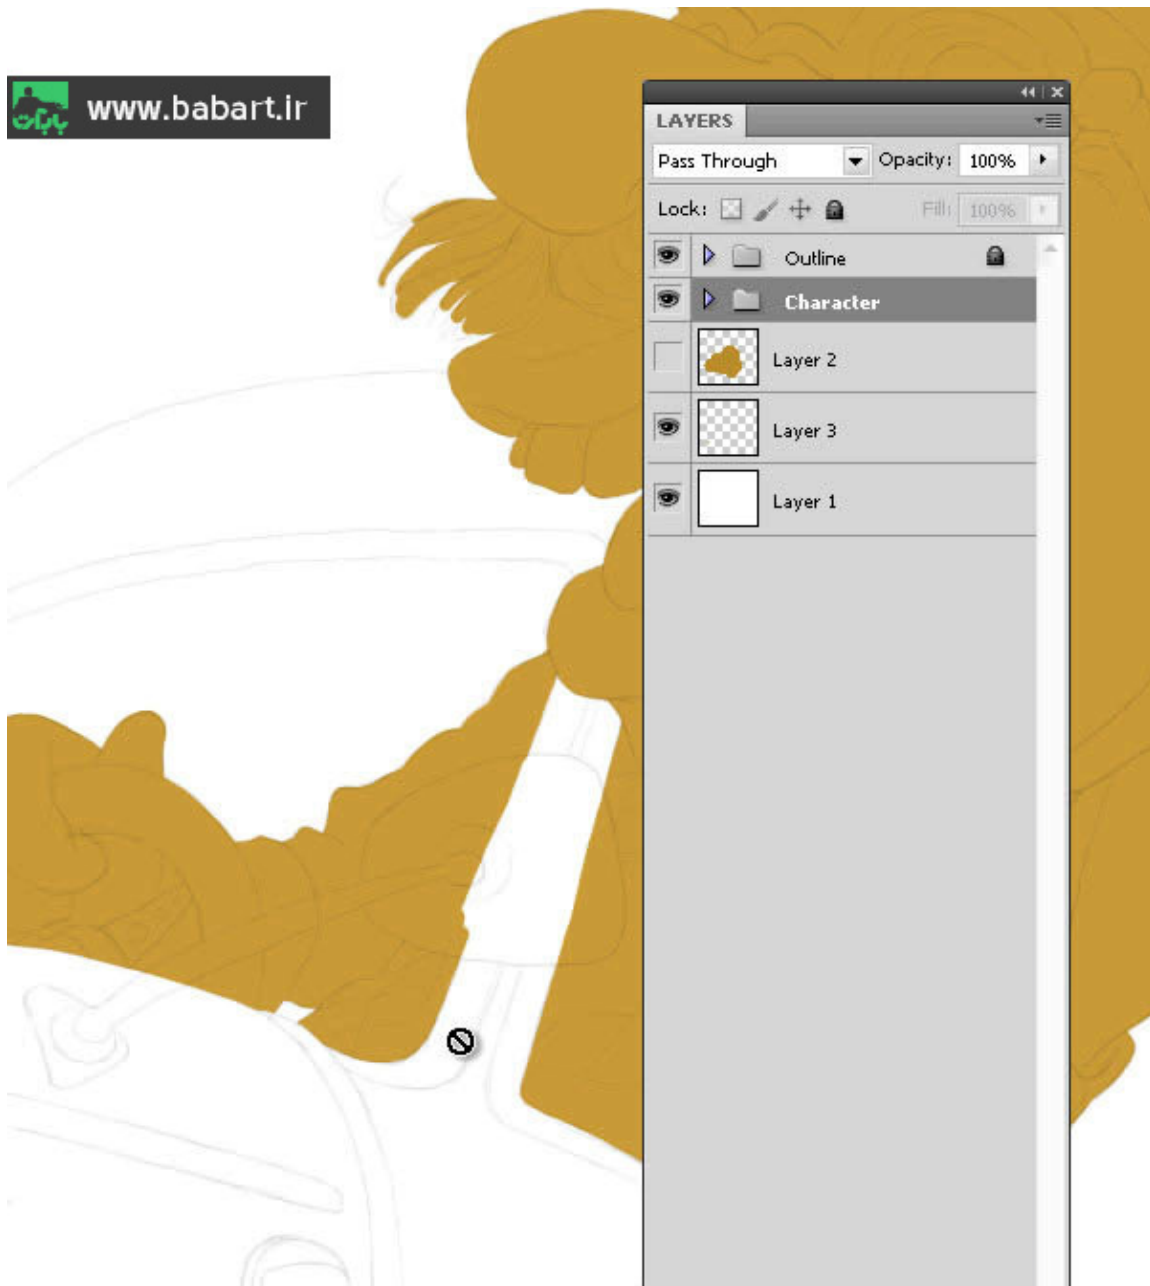 بابآرت www.babart.ir
LAYERS
Pass Through Opacity: 100%
Lock: Fill: 100%
Outline
Character
Layer 2
Layer 3
Layer 1